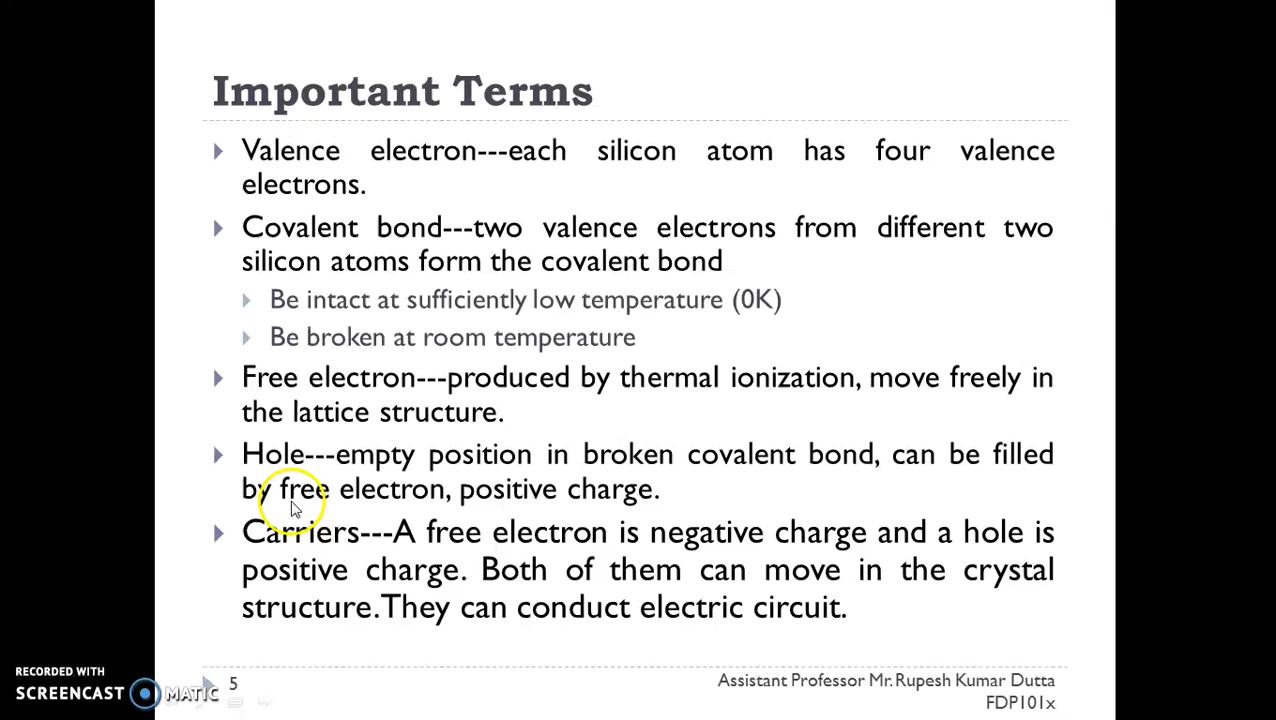 Important Terms
Valence electron---each silicon atom has four valence
electrons.
Covalent bond---two valence electrons from different two
silicon atoms form the covalent bond
Be intact at sufficiently low temperature (0K)
Be broken at room temperature
Free electron---produced by thermal ionization, move freely in
the lattice structure.
Hole---empty position in broken covalent bond, can be filled
by free electron, positive charge.
Carriers---A free electron is negative charge and a hole is
positive charge. Both of them can move in the crystal
structure. They can conduct electric circuit.
RECORDED WITH
SCREENCAST MATIC
5
Assistant Professor Mr. Rupesh Kumar Dutta
FDP101x